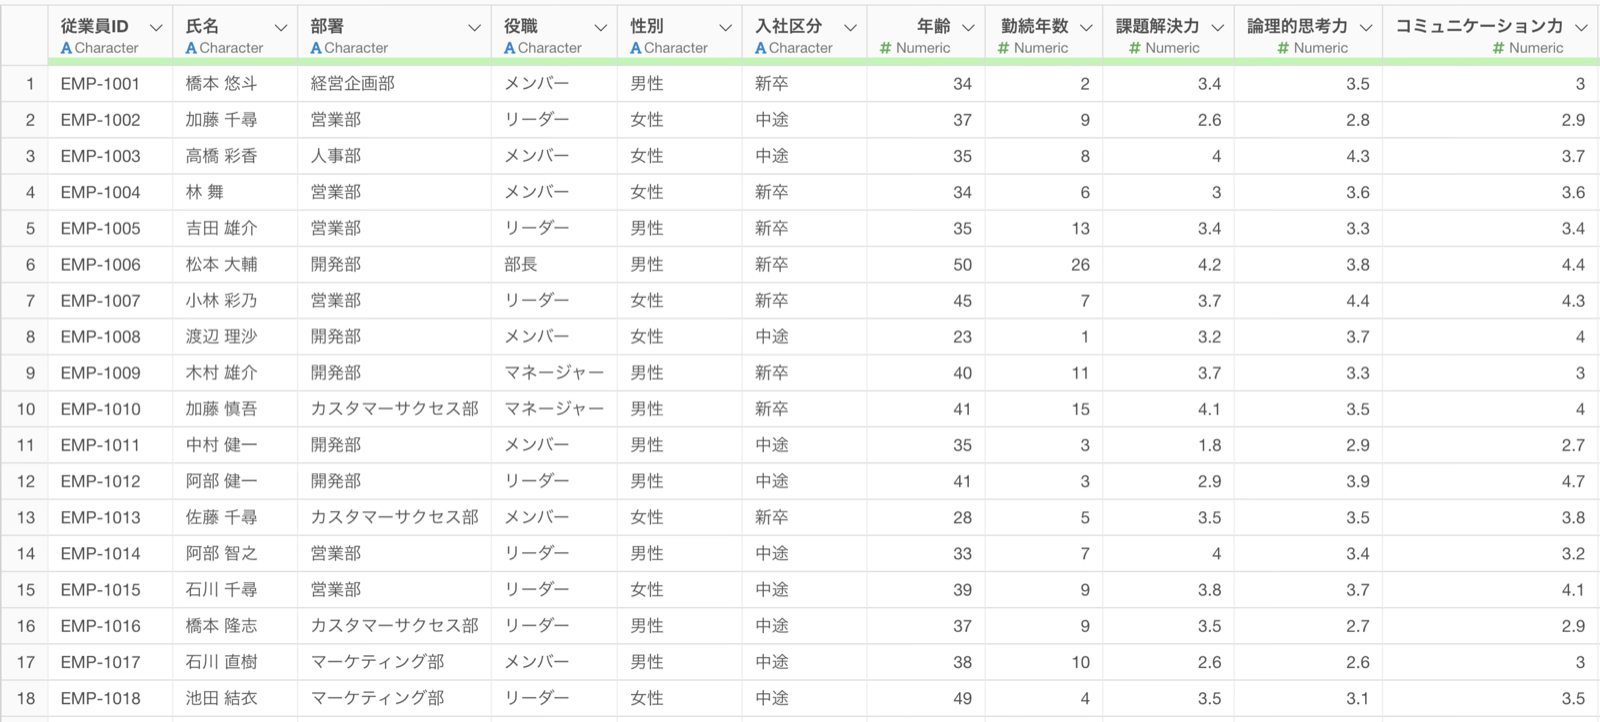 従業員ID 氏名 部署 役職 性別 入社区分 年齢 勤続年数 課題解決力 論理的思考力 コミュニケーション力
A Character A Character A Character A Character A Character A Character # Numeric # Numeric # Numeric # Numeric # Numeric
1 EMP-1001 橋本 悠斗 経営企画部 メンバー 男性 新卒 34 2 3.4 3.5 3
2 EMP-1002 加藤 千尋 営業部 リーダー 女性 中途 37 9 2.6 2.8 2.9
3 EMP-1003 高橋 彩香 人事部 メンバー 女性 中途 35 8 4 4.3 3.7
4 EMP-1004 林 舞 営業部 メンバー 女性 新卒 34 6 3 3.6 3.6
5 EMP-1005 吉田 雄介 営業部 リーダー 男性 新卒 35 13 3.4 3.3 3.4
6 EMP-1006 松本 大輔 開発部 部長 男性 新卒 50 26 4.2 3.8 4.4
7 EMP-1007 小林 彩乃 営業部 リーダー 女性 新卒 45 7 3.7 4.4 4.3
8 EMP-1008 渡辺 理沙 開発部 メンバー 女性 中途 23 1 3.2 3.7 4
9 EMP-1009 木村 雄介 開発部 マネージャー 男性 新卒 40 11 3.7 3.3 3
10 EMP-1010 加藤 慎吾 カスタマーサクセス部 マネージャー 男性 新卒 41 15 4.1 3.5 4
11 EMP-1011 中村 健一 開発部 メンバー 男性 中途 35 3 1.8 2.9 2.7
12 EMP-1012 阿部 健一 開発部 リーダー 男性 中途 41 3 2.9 3.9 4.7
13 EMP-1013 佐藤 千尋 カスタマーサクセス部 メンバー 女性 新卒 28 5 3.5 3.5 3.8
14 EMP-1014 阿部 智之 営業部 リーダー 男性 中途 33 7 4 3.4 3.2
15 EMP-1015 石川 千尋 営業部 リーダー 女性 中途 39 9 3.8 3.7 4.1
16 EMP-1016 橋本 隆志 カスタマーサクセス部 リーダー 男性 中途 37 9 3.5 2.7 2.9
17 EMP-1017 石川 直樹 マーケティング部 メンバー 男性 中途 38 10 2.6 2.6 3
18 EMP-1018 池田 結衣 マーケティング部 リーダー 女性 中途 49 4 3.5 3.1 3.5